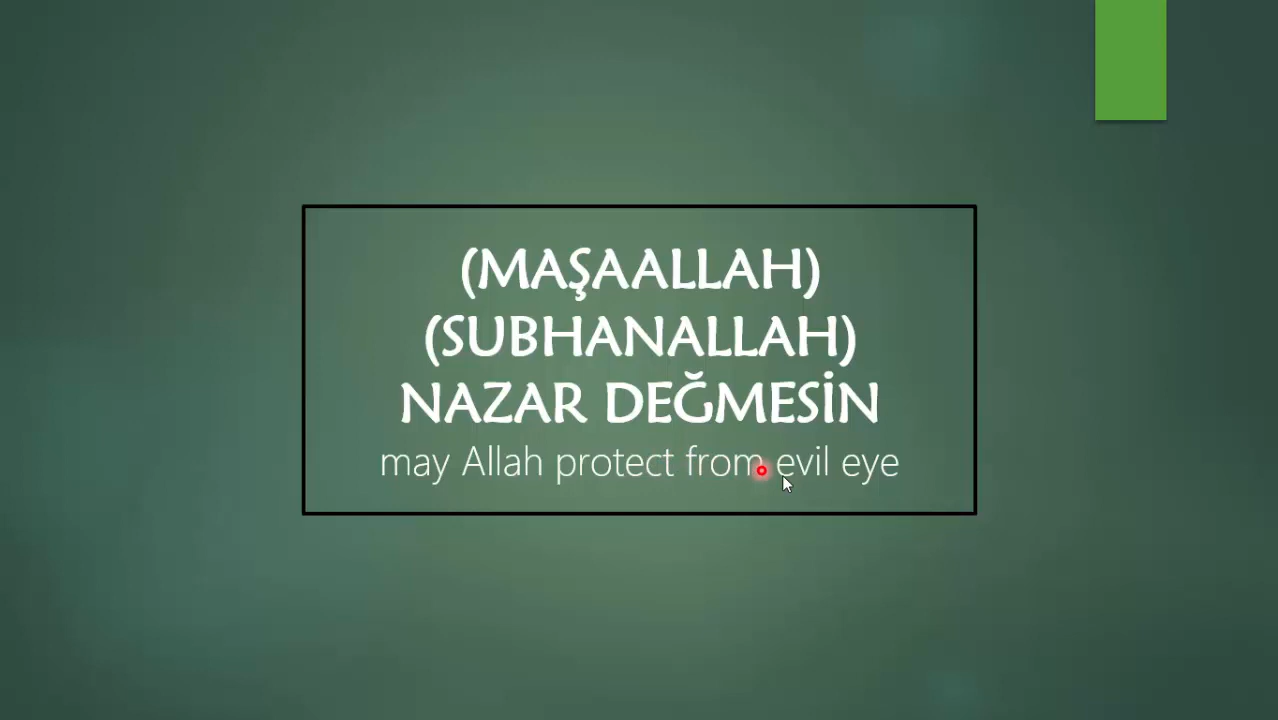 (MAŞAALLAH)
(SUBHANALLAH)
NAZAR DEĞMESİN
may Allah protect from evil eye